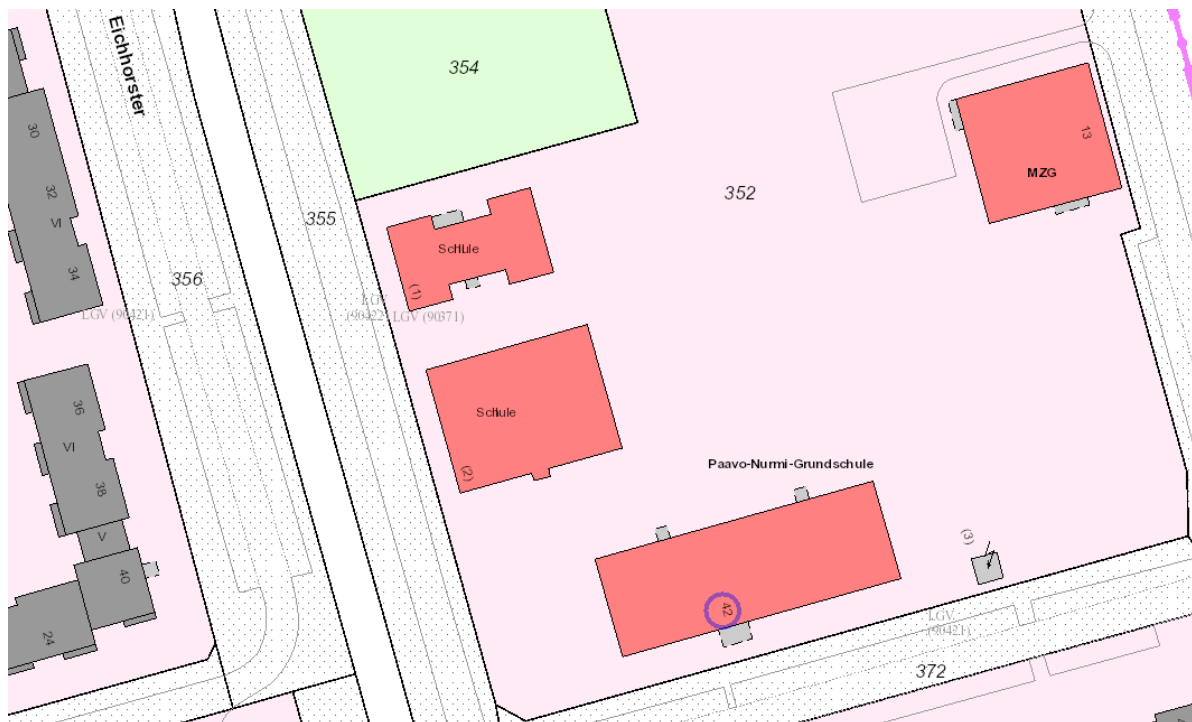 Eichhorster
354
30
13
32
MZG
352
VI
355
Schule
34
356
(1)
LGV (90421)
LGV
(90422)
LGV (90371)
36
Schule
VI
(2)
Paavo-Nurmi-Grundschule
38
V
(3)
40
42
LGV
(90421)
24
372